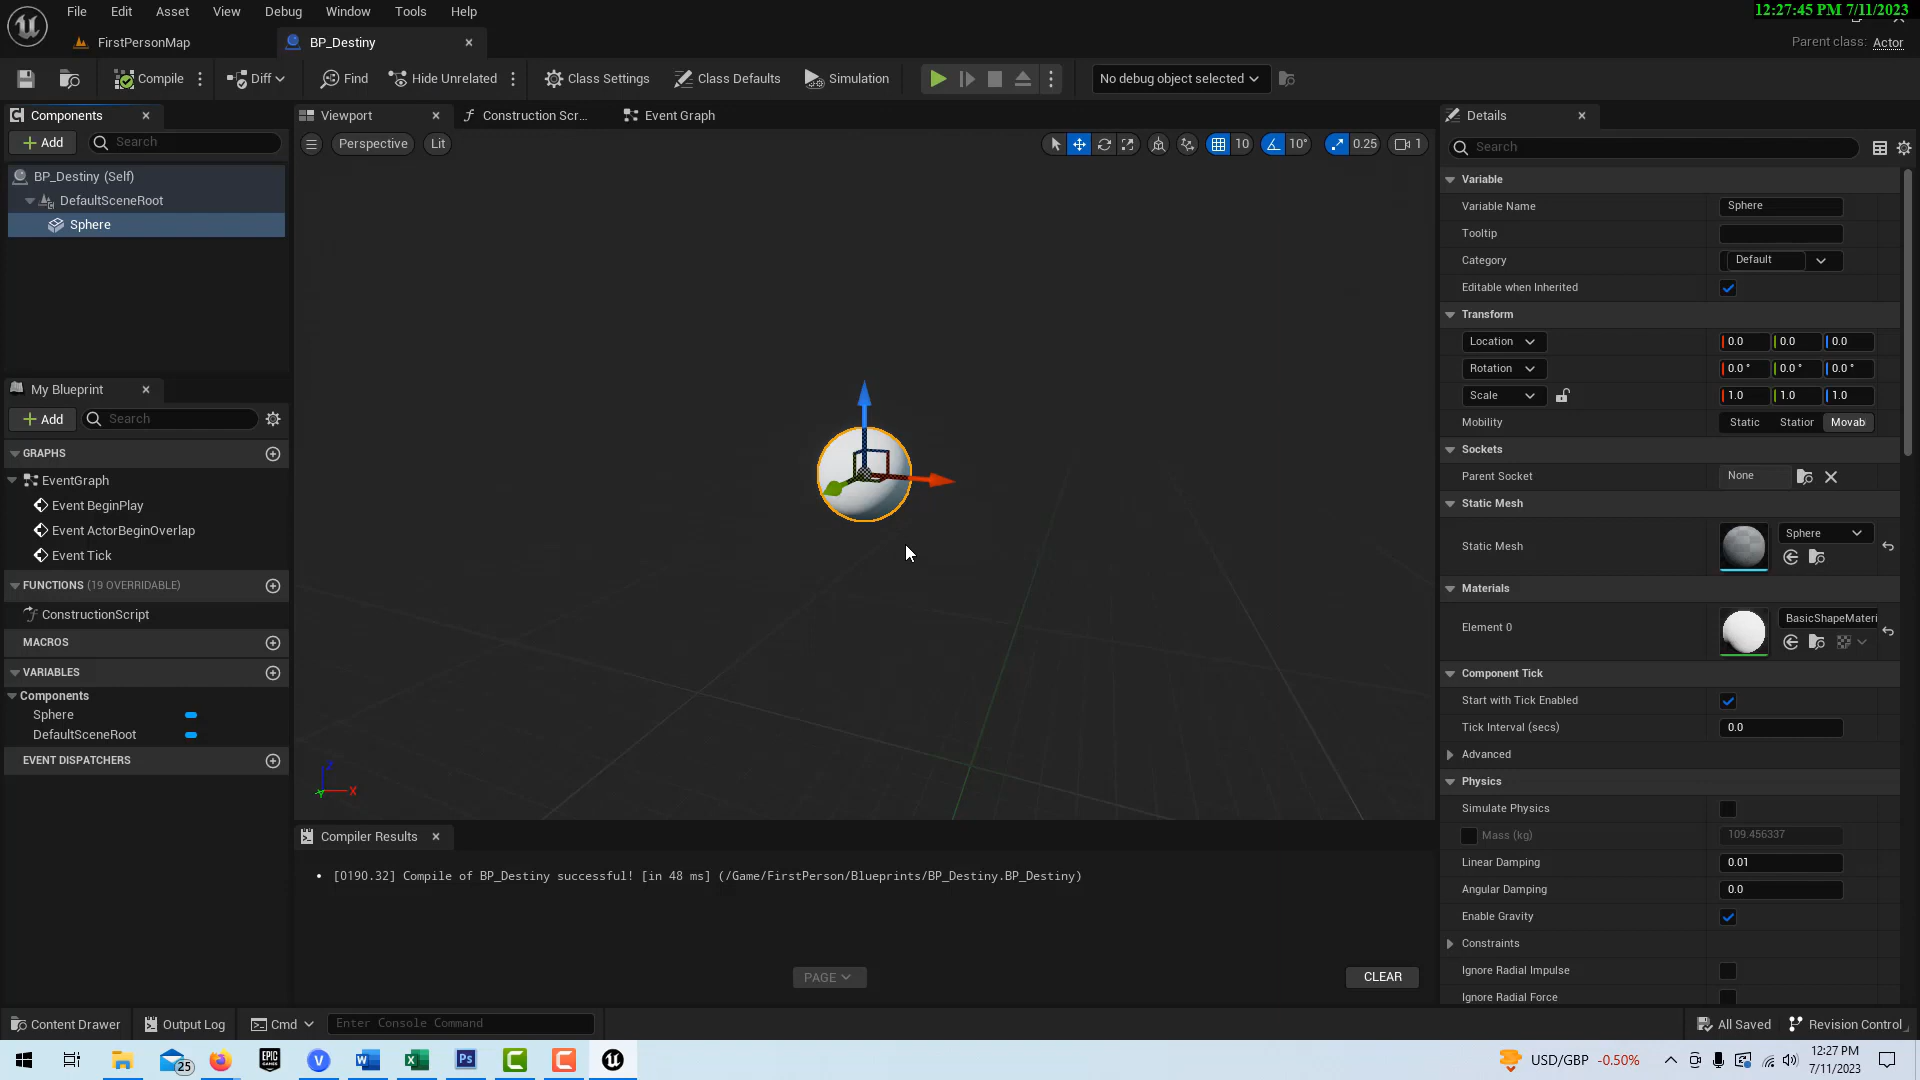 12:27:45 PM 7/11/2023
File Edit Asset View Debug Window Tools Help
FirstPersonMap
BP_Destiny
Parent class: Actor
Compile
Diff
Find
Hide Unrelated
Class Settings
Class Defaults
Simulation
No debug object selected
Components
Add
Search
BP_Destiny (Self)
DefaultSceneRoot
Sphere
My Blueprint
Add
Search
GRAPHS
EventGraph
Event BeginPlay
Event ActorBeginOverlap
Event Tick
FUNCTIONS (19 OVERRIDABLE)
ConstructionScript
MACROS
VARIABLES
Components
Sphere
DefaultSceneRoot
EVENT DISPATCHERS
Viewport
Construction Scr...
Event Graph
Perspective
Lit
10
10°
0.25
1
Z
X
Y
Compiler Results
[0190.32] Compile of BP_Destiny successful! [in 48 ms] (/Game/FirstPerson/Blueprints/BP_Destiny.BP_Destiny)
PAGE
CLEAR
Details
Search
Variable
Variable Name Sphere
Tooltip
Category Default
Editable when Inherited
Transform
Location 0.0 0.0 0.0
Rotation 0.0 ° 0.0 ° 0.0 °
Scale 1.0 1.0 1.0
Mobility Static Station Movab
Sockets
Parent Socket None
Static Mesh
Static Mesh Sphere
Materials
Element 0 BasicShapeMateri
Component Tick
Start with Tick Enabled
Tick Interval (secs) 0.0
Advanced
Physics
Simulate Physics
Mass (kg) 109.456337
Linear Damping 0.01
Angular Damping 0.0
Enable Gravity
Constraints
Ignore Radial Impulse
Ignore Radial Force
Content Drawer
Output Log
Cmd
Enter Console Command
All Saved
Revision Control
25
EPIC GAMES
V
W
X
Ps
C
C
USD/GBP -0.50%
12:27 PM
7/11/2023